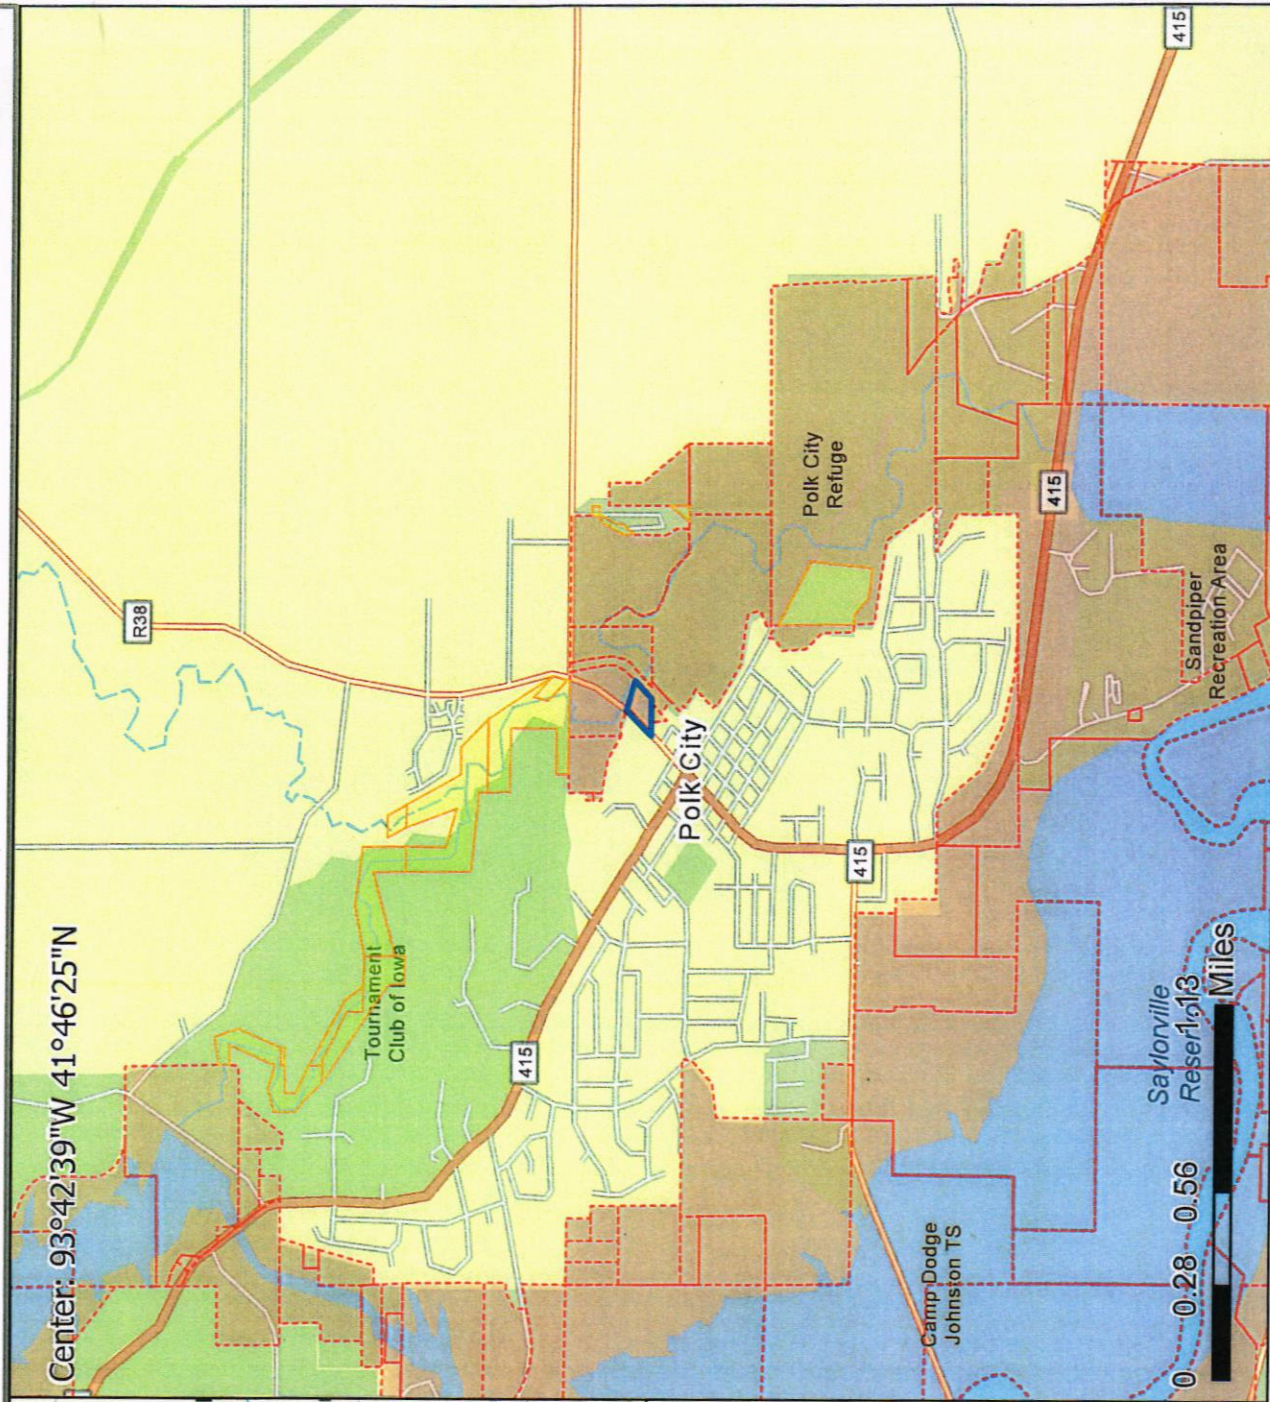 Center: 93°42'39"W 41°46'25"N
R38
415
Tournament
Club of Iowa
415
Polk City
415
Polk City
Refuge
415
Sandpiper
Recreation Area
Camp Dodge
Johnston TS
Saylorville
0 0.28 0.56 1.13
Miles